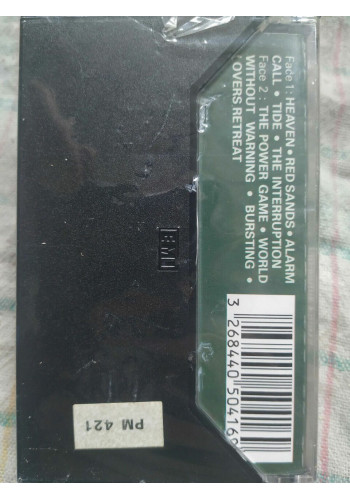 Face 1: HEAVEN • RED SANDS • ALARM
CALL • TIDE • THE INTERRUPTION
Face 2 : THE POWER GAME • WORLD
WITHOUT WARNING • BURSTING •
OVERS RETREAT
EMI
3 268440 50416
PM 421